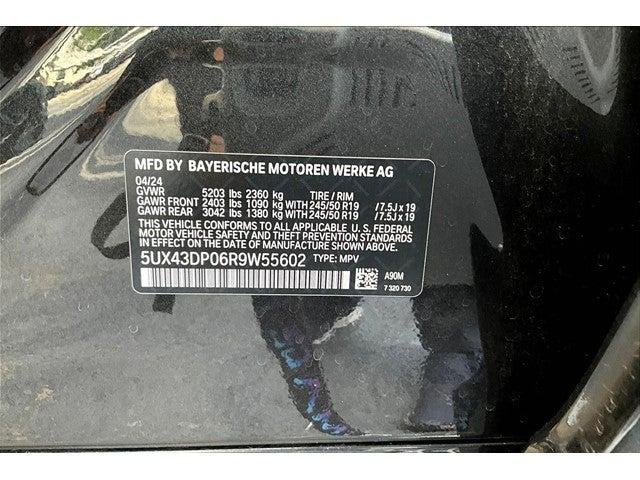 MFD BY BAYERISCHE MOTOREN WERKE AG
04/24
GVWR 5203 lbs 2360 kg TIRE / RIM
GAWR FRONT 2403 lbs 1090 kg WITH 245/50 R19 / 7.5J x 19
GAWR REAR 3042 lbs 1380 kg WITH 245/50 R19 / 7.5J x 19
THIS VEHICLE CONFORMS TO ALL APPLICABLE U. S. FEDERAL
MOTOR VEHICLE SAFETY AND THEFT PREVENTION STANDARDS
IN EFFECT ON THE DATE OF MANUFACTURE SHOWN ABOVE.
5UX43DP06R9W55602 TYPE: MPV
A90M
7 320 730